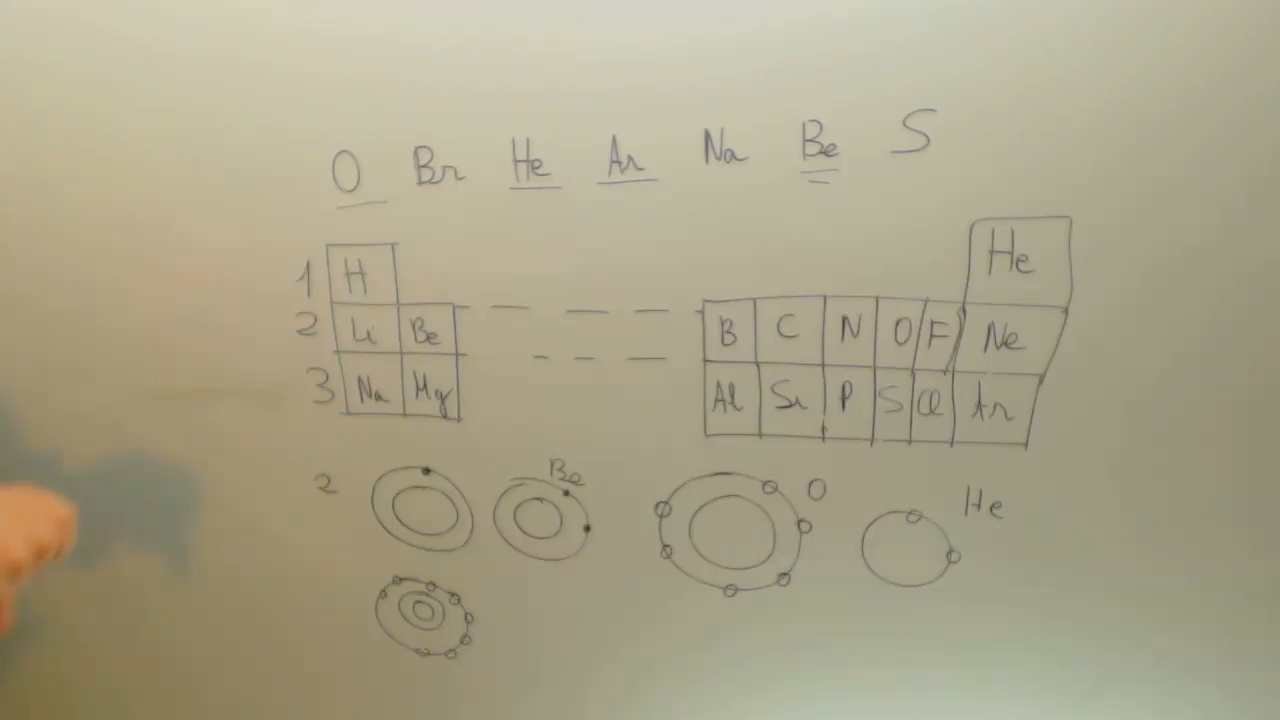 O Br He Ar Na Be S
1 H He
2 Li Be B C N O F Ne
3 Na Mg Al Si P S Cl Ar
2 Be O He